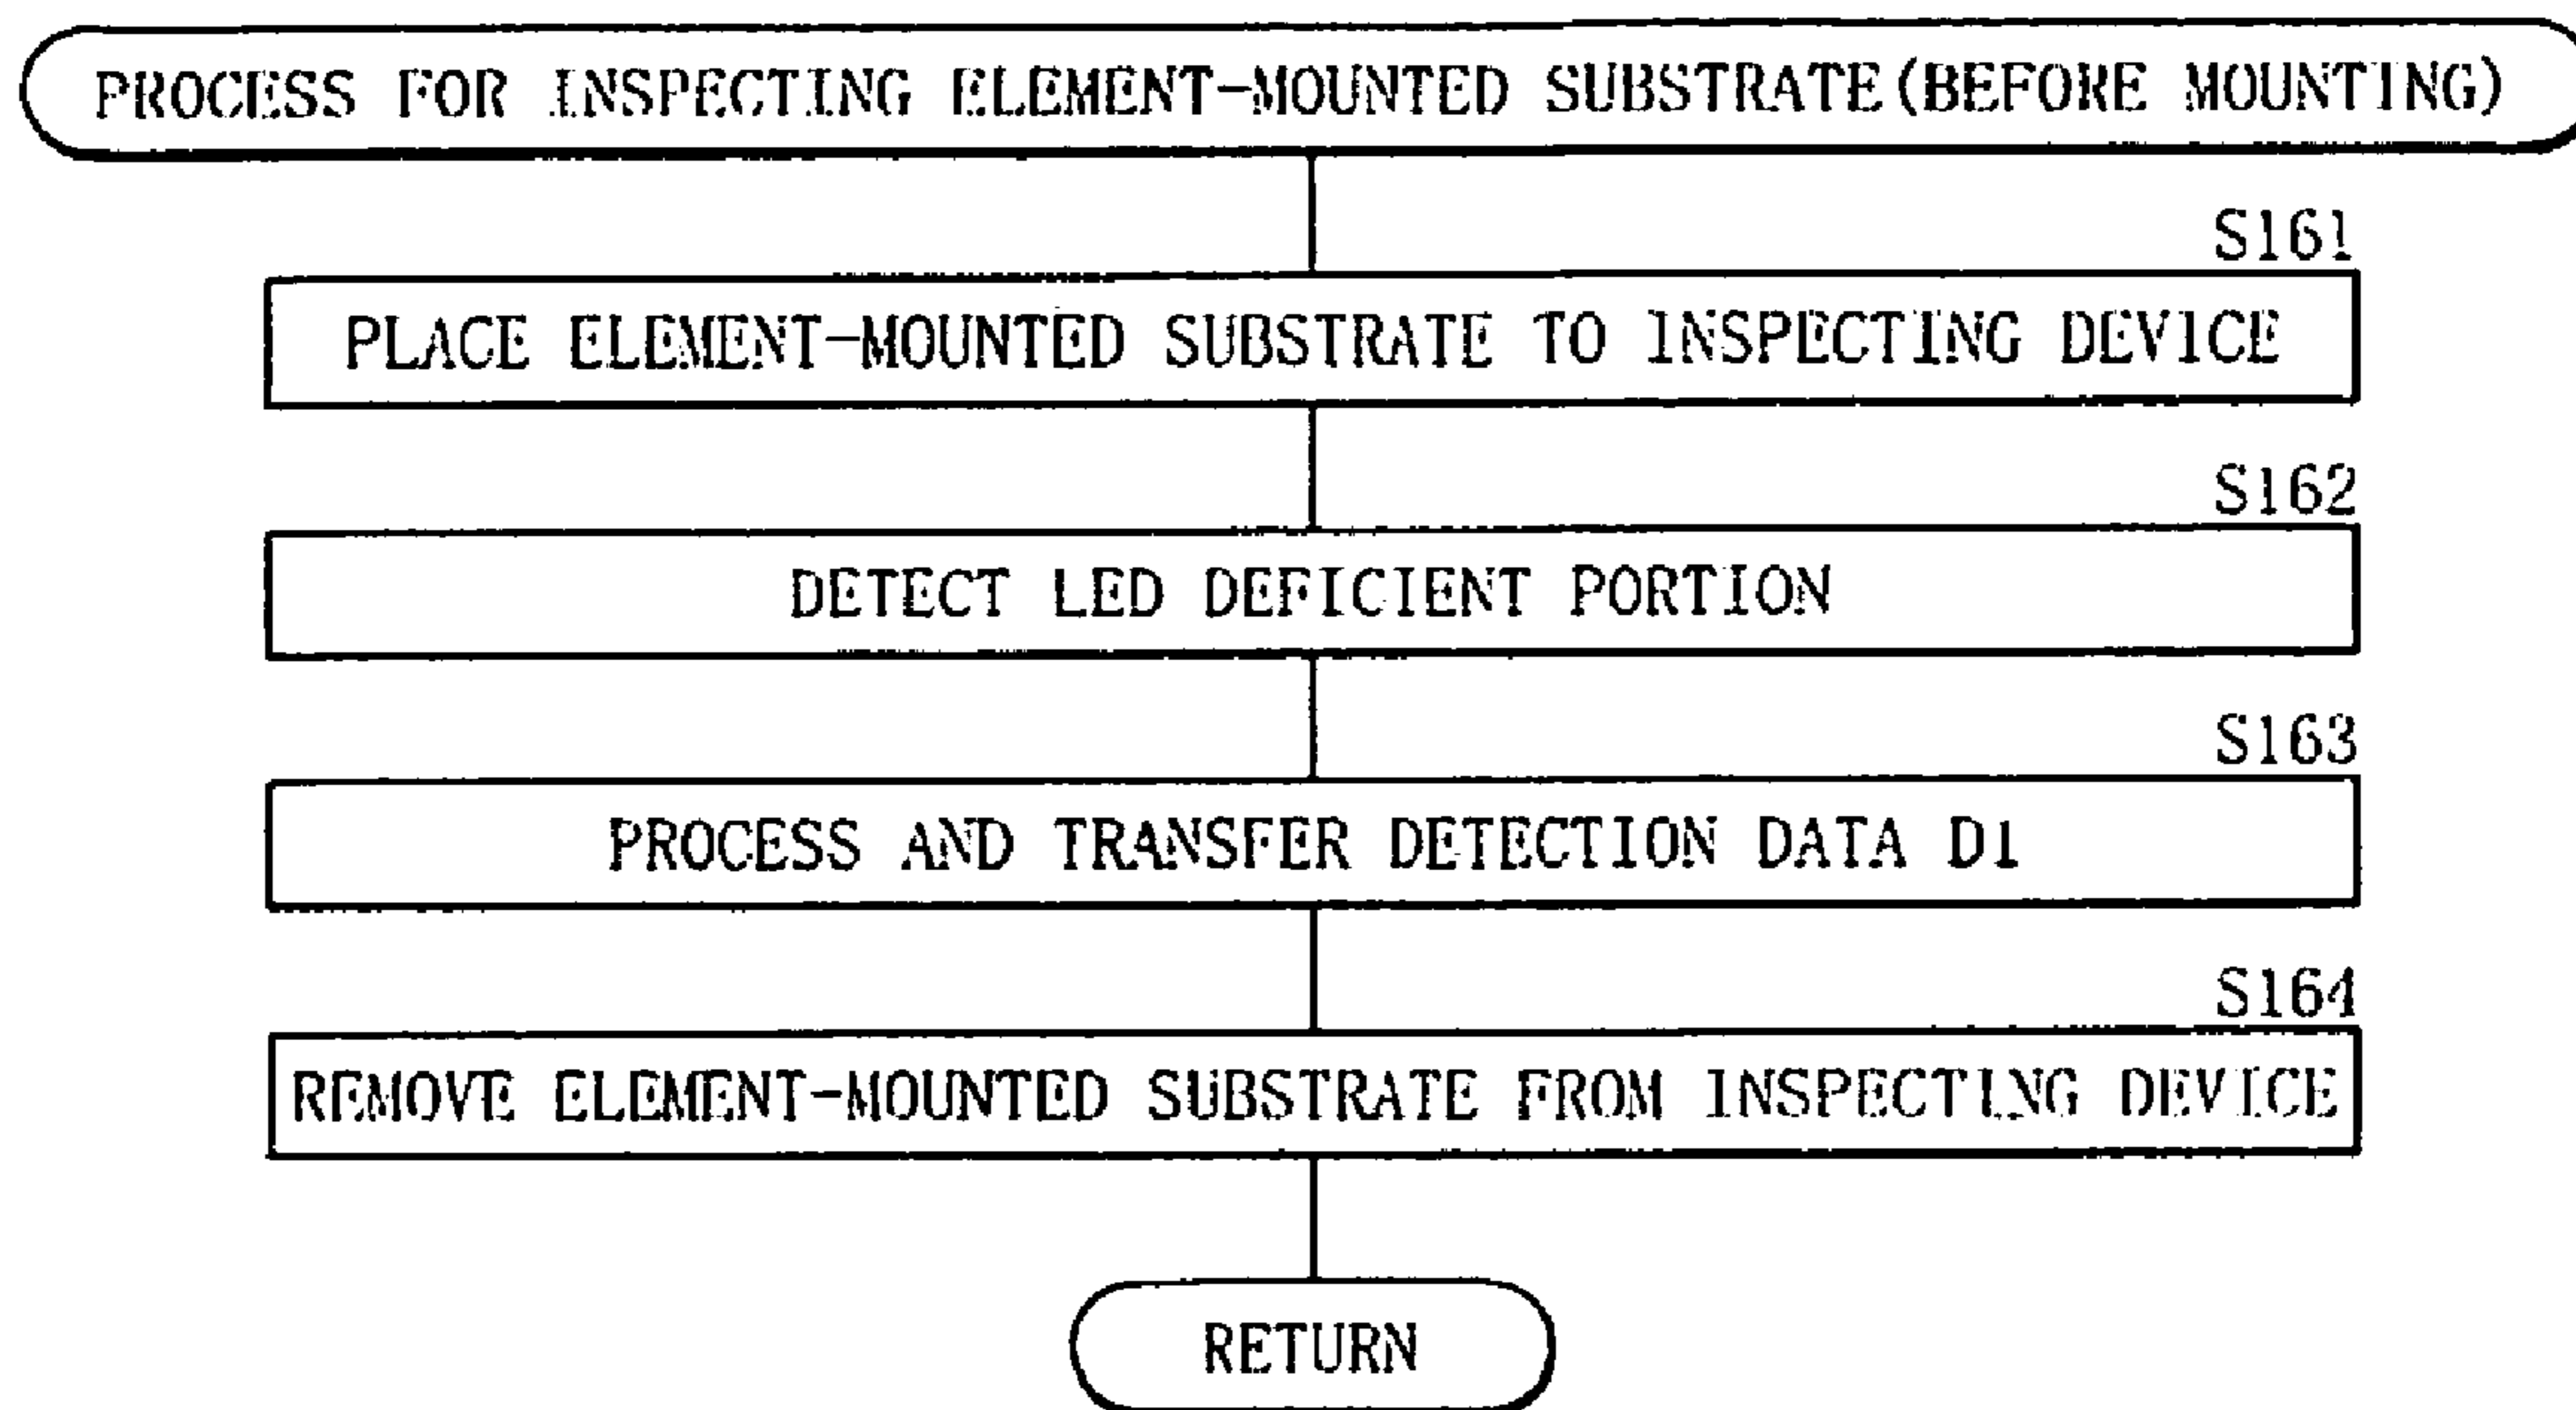 PROCESS FOR INSPECTING ELEMENT-MOUNTED SUBSTRATE(BEFORE MOUNTING)
S161
PLACE ELEMENT-MOUNTED SUBSTRATE TO INSPECTING DEVICE
S162
DETECT LED DEFICIENT PORTION
S163
PROCESS AND TRANSFER DETECTION DATA D1
S164
REMOVE ELEMENT-MOUNTED SUBSTRATE FROM INSPECTING DEVICE
RETURN